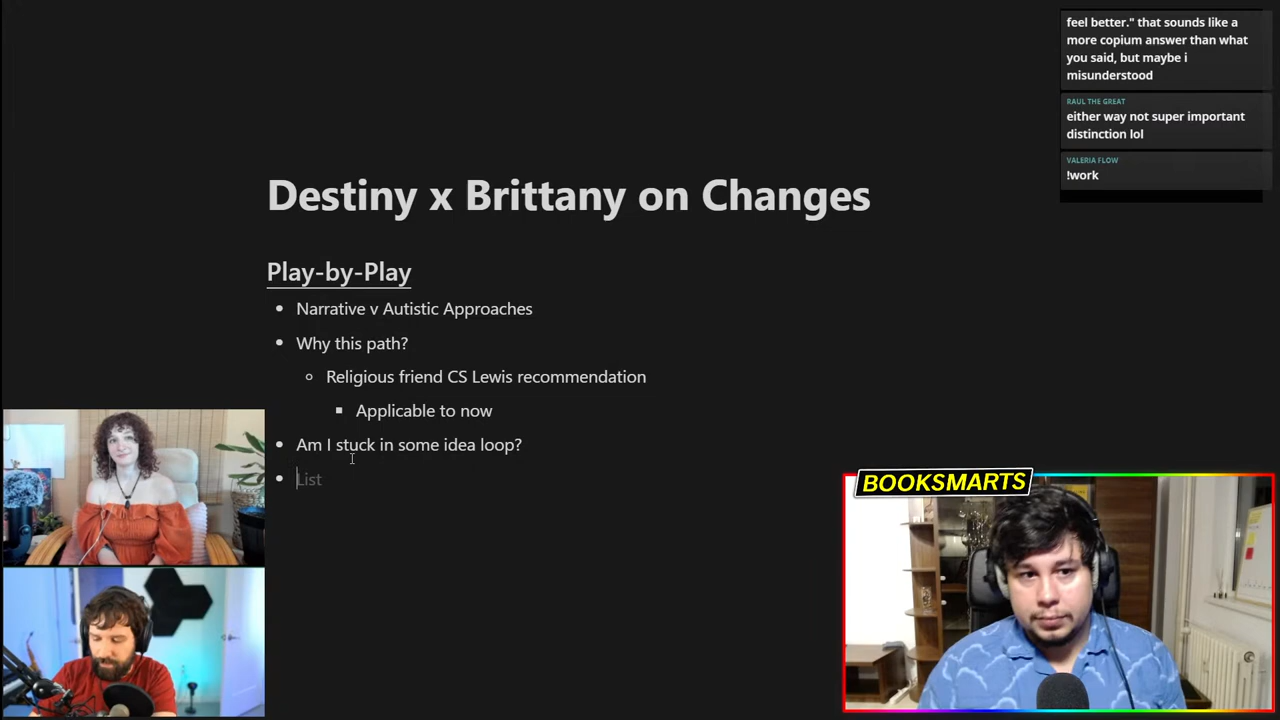 Destiny x Brittany on Changes
Play-by-Play
Narrative v Autistic Approaches
Why this path?
Religious friend CS Lewis recommendation
Applicable to now
Am I stuck in some idea loop?
List
feel better." that sounds like a
more copium answer than what
you said, but maybe i
misunderstood
RAUL THE GREAT
either way not super important
distinction lol
VALERIA FLOW
!work
BOOKSMARTS